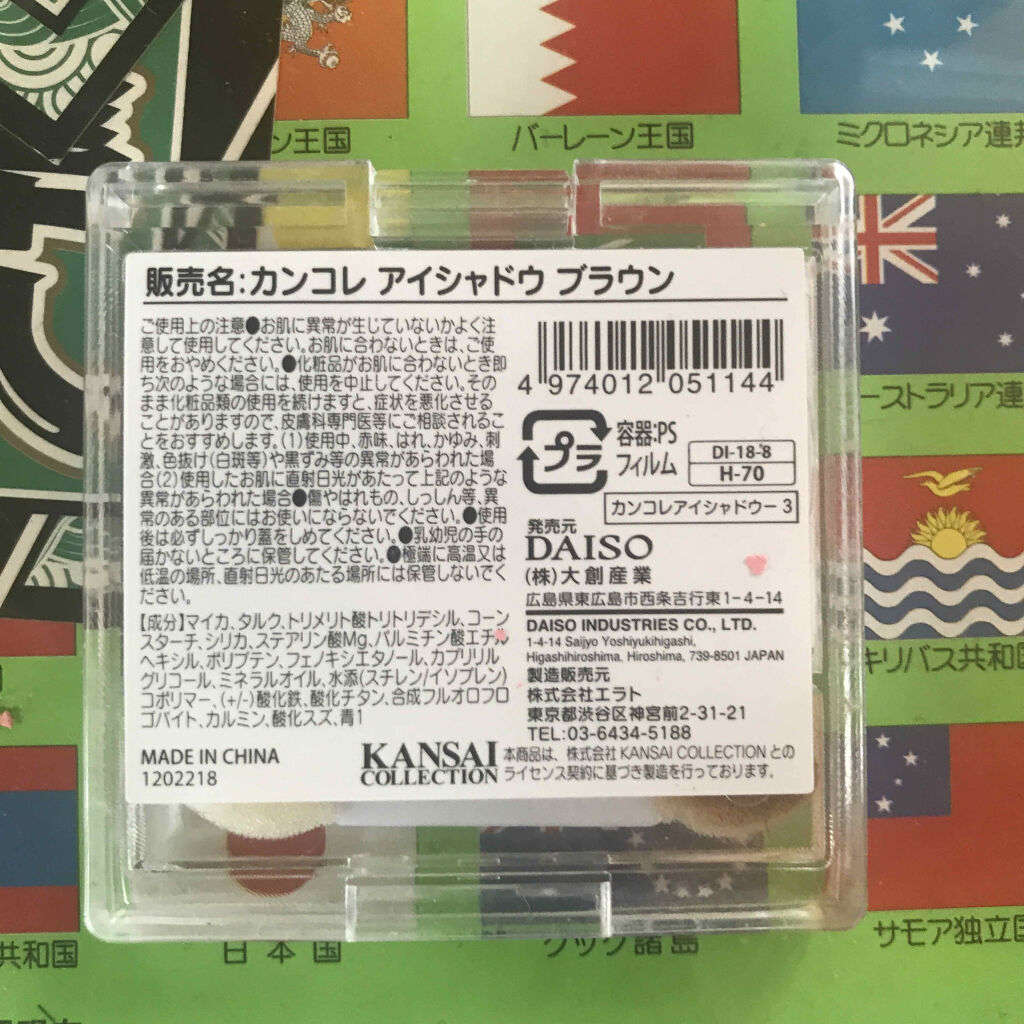 ン王国
バーレーン王国
ミクロネシア連邦
販売名:カンコレ アイシャドウ ブラウン
ご使用上の注意●お肌に異常が生じていないかよく注
意して使用してください。お肌に合わないときは、ご使
用をおやめください。●化粧品がお肌に合わないとき即
ち次のような場合には、使用を中止してください。その
まま化粧品類の使用を続けますと、症状を悪化させる
ことがありますので、皮膚科専門医等にご相談されるこ
とをおすすめします。(1)使用中、赤味、はれ、かゆみ、刺
激、色抜け(白斑等)や黒ずみ等の異常があらわれた場
合(2)使用したお肌に直射日光があたって上記のような
異常があらわれた場合●傷やはれもの、しっしん等、異
常のある部位にはお使いにならないでください。●使用
後は必ずしっかり蓋をしめてください。●乳幼児の手の
届かないところに保管してください。●極端に高温又は
低温の場所、直射日光のあたる場所には保管しないでく
ださい。
【成分】マイカ、タルク、トリメリト酸トリトリデシル、コーン
スターチ、シリカ、ステアリン酸Mg、パルミチン酸エチル
ヘキシル、ポリブテン、フェノキシエタノール、カプリリル
グリコール、ミネラルオイル、水添(スチレン/イソプレン)
コポリマー、(+/-)酸化鉄、酸化チタン、合成フルオロフロ
ゴパイト、カルミン、酸化スズ、青1
MADE IN CHINA
1202218
KANSAI
COLLECTION
4 974012 051144
プラ
容器:PS
フィルム
DI-18-8
H-70
カンコレアイシャドウー 3
発売元
DAISO
(株)大創産業
広島県東広島市西条吉行東1-4-14
DAISO INDUSTRIES CO., LTD.
1-4-14 Saijyo Yoshiyukihigashi,
Higashihiroshima, Hiroshima, 739-8501 JAPAN
製造販売元
株式会社エラト
東京都渋谷区神宮前2-31-21
TEL:03-6434-5188
本商品は、株式会社 KANSAI COLLECTION との
ライセンス契約に基づき製造を行っております。
ーストラリア連
キリバス共和国
サモア独立国
共和国
日本国
クック諸島